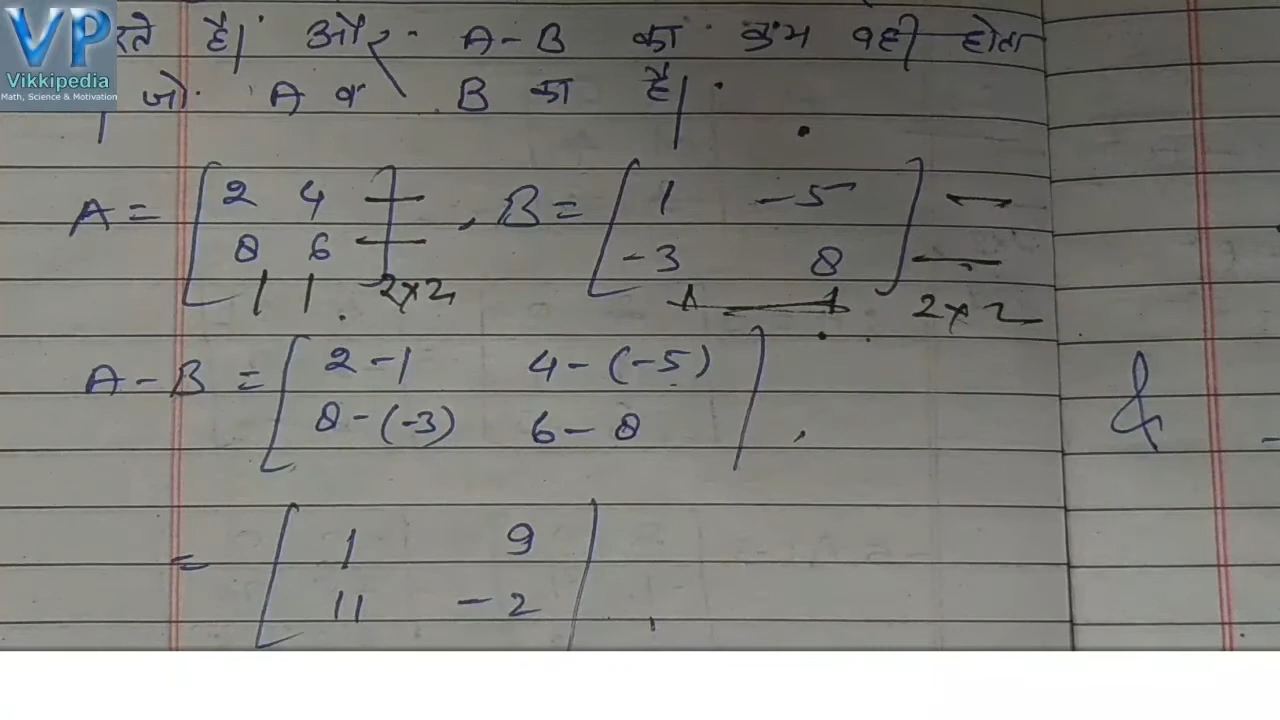 VP
Vikkipedia
Math, Science & Motivation
रते है। और A-B का क्रम वही होता
जो A व B का है।
A = [ 2 4
8 6 ] 2×2 , B = [ 1 -5
-3 8 ] 2×2
A - B = [ 2-1 4-(-5)
8-(-3) 6-8 ]
= [ 1 9
11 -2 ]